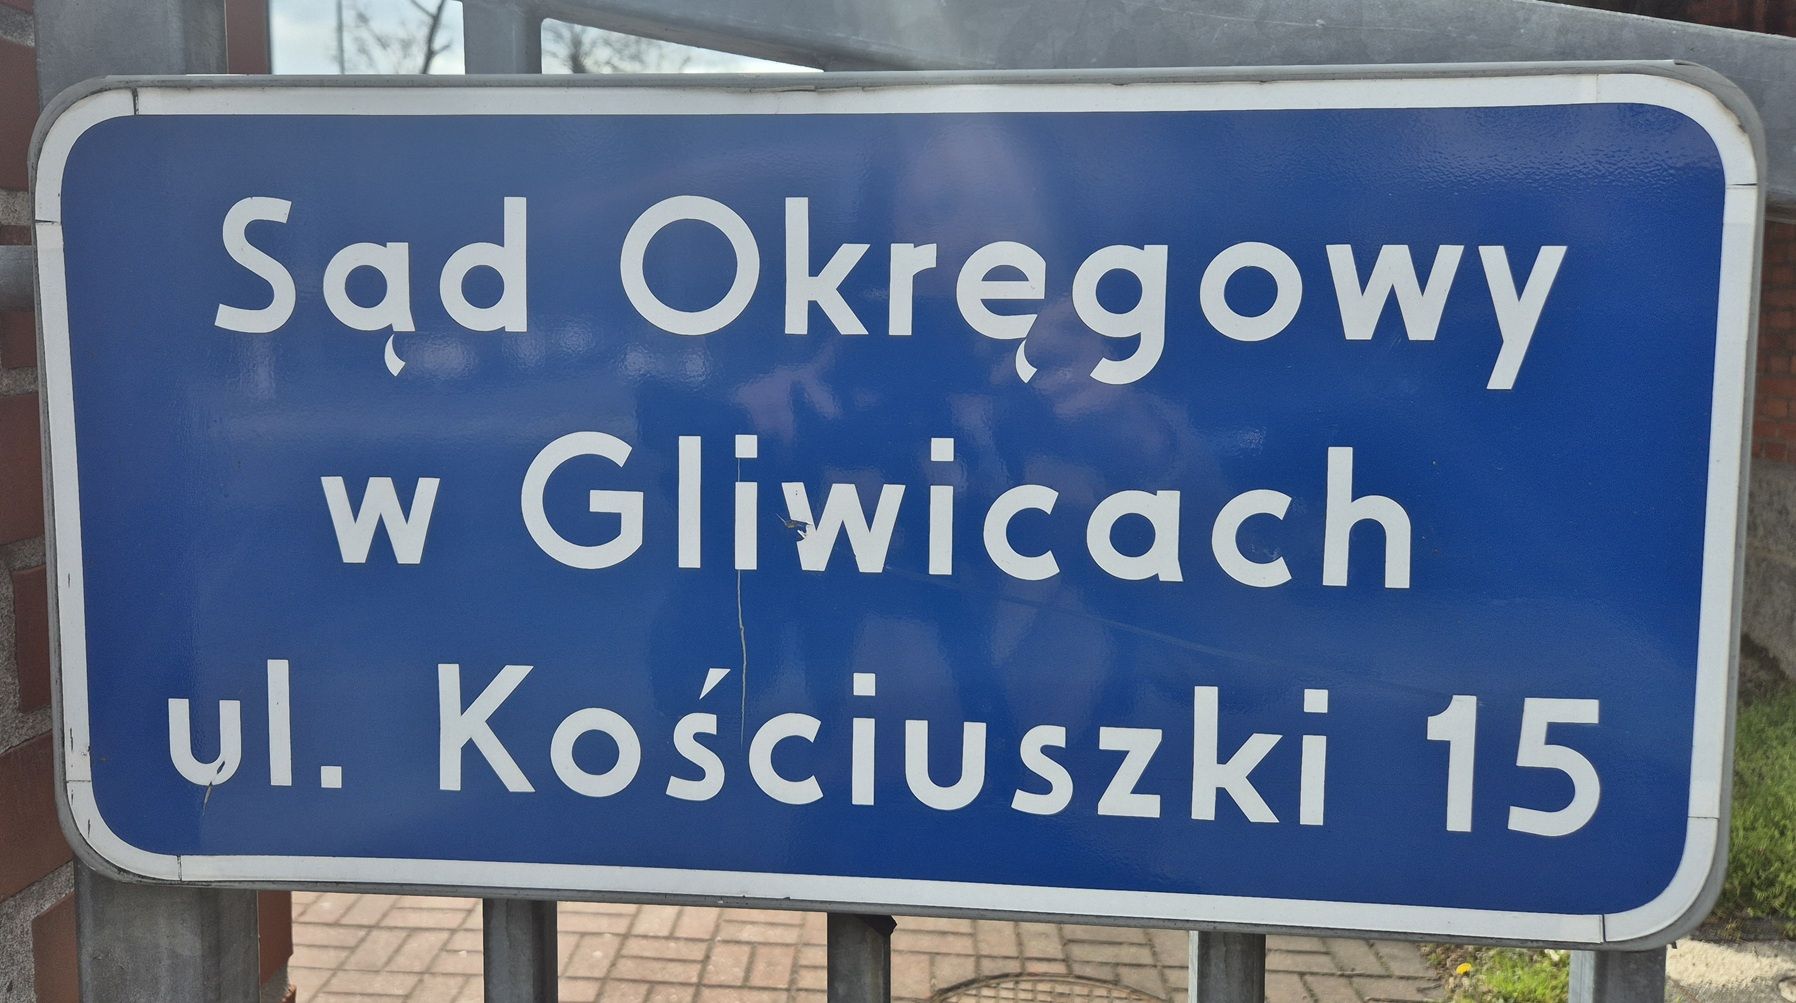 Sąd Okręgowy
w Gliwicach
ul. Kościuszki 15